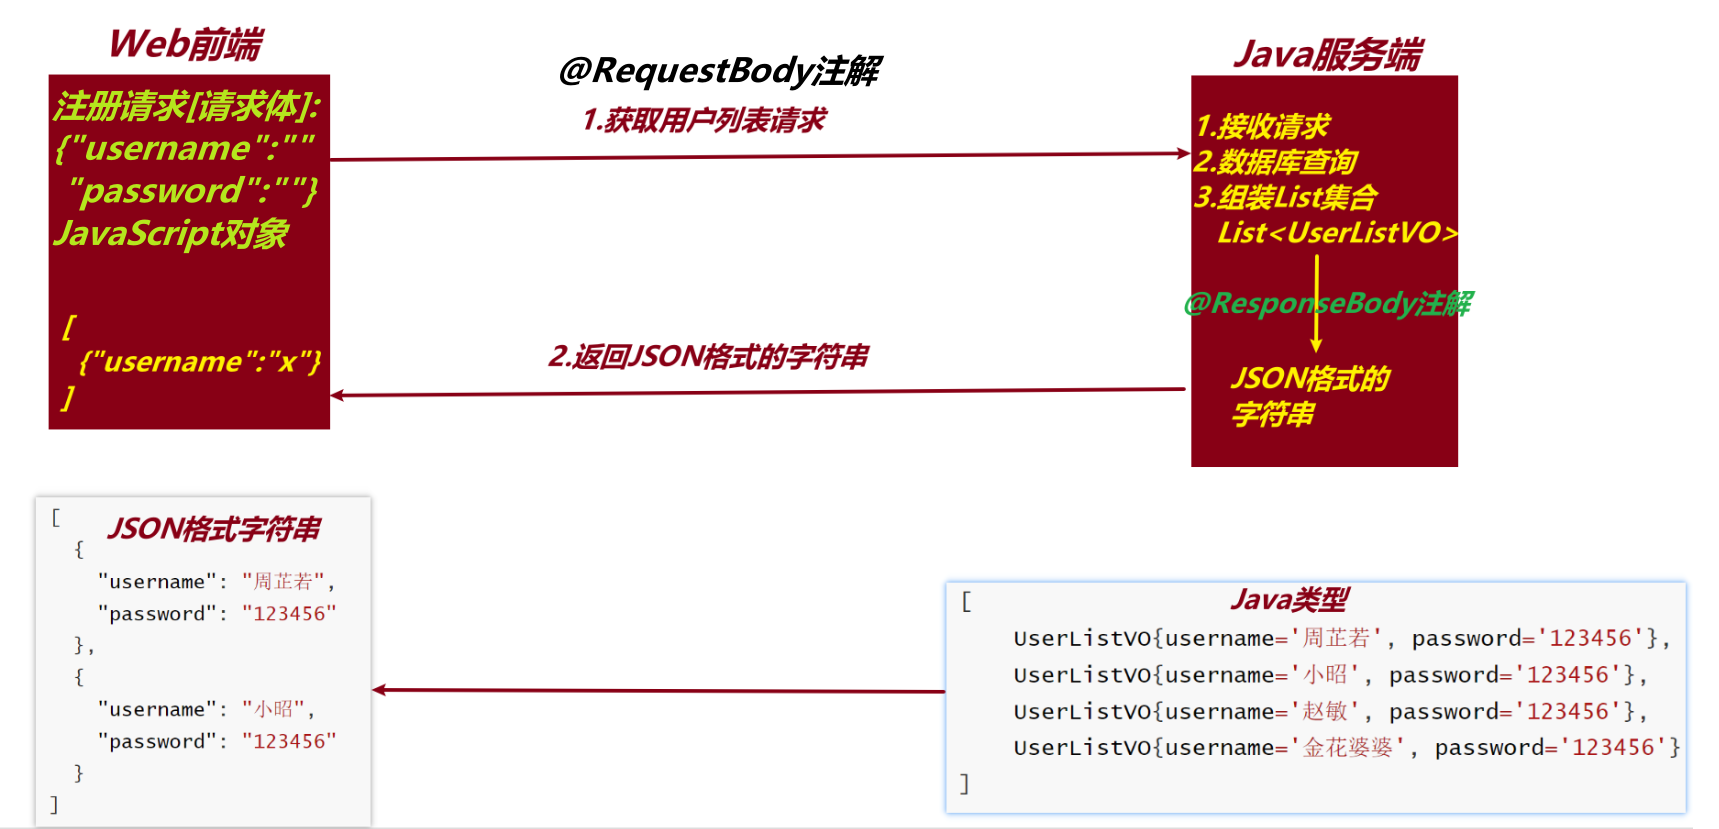 Web前端
注册请求[请求体]:
{"username":""
"password":""}
JavaScript对象
[
{"username":"x"}
]
@RequestBody注解
1.获取用户列表请求
2.返回JSON格式的字符串
Java服务端
1.接收请求
2.数据库查询
3.组装List集合
List<UserListVO>
@ResponseBody注解
JSON格式的
字符串
JSON格式字符串
[
{
"username": "周芷若",
"password": "123456"
},
{
"username": "小昭",
"password": "123456"
}
]
Java类型
[
UserListVO{username='周芷若', password='123456'},
UserListVO{username='小昭', password='123456'},
UserListVO{username='赵敏', password='123456'},
UserListVO{username='金花婆婆', password='123456'}
]